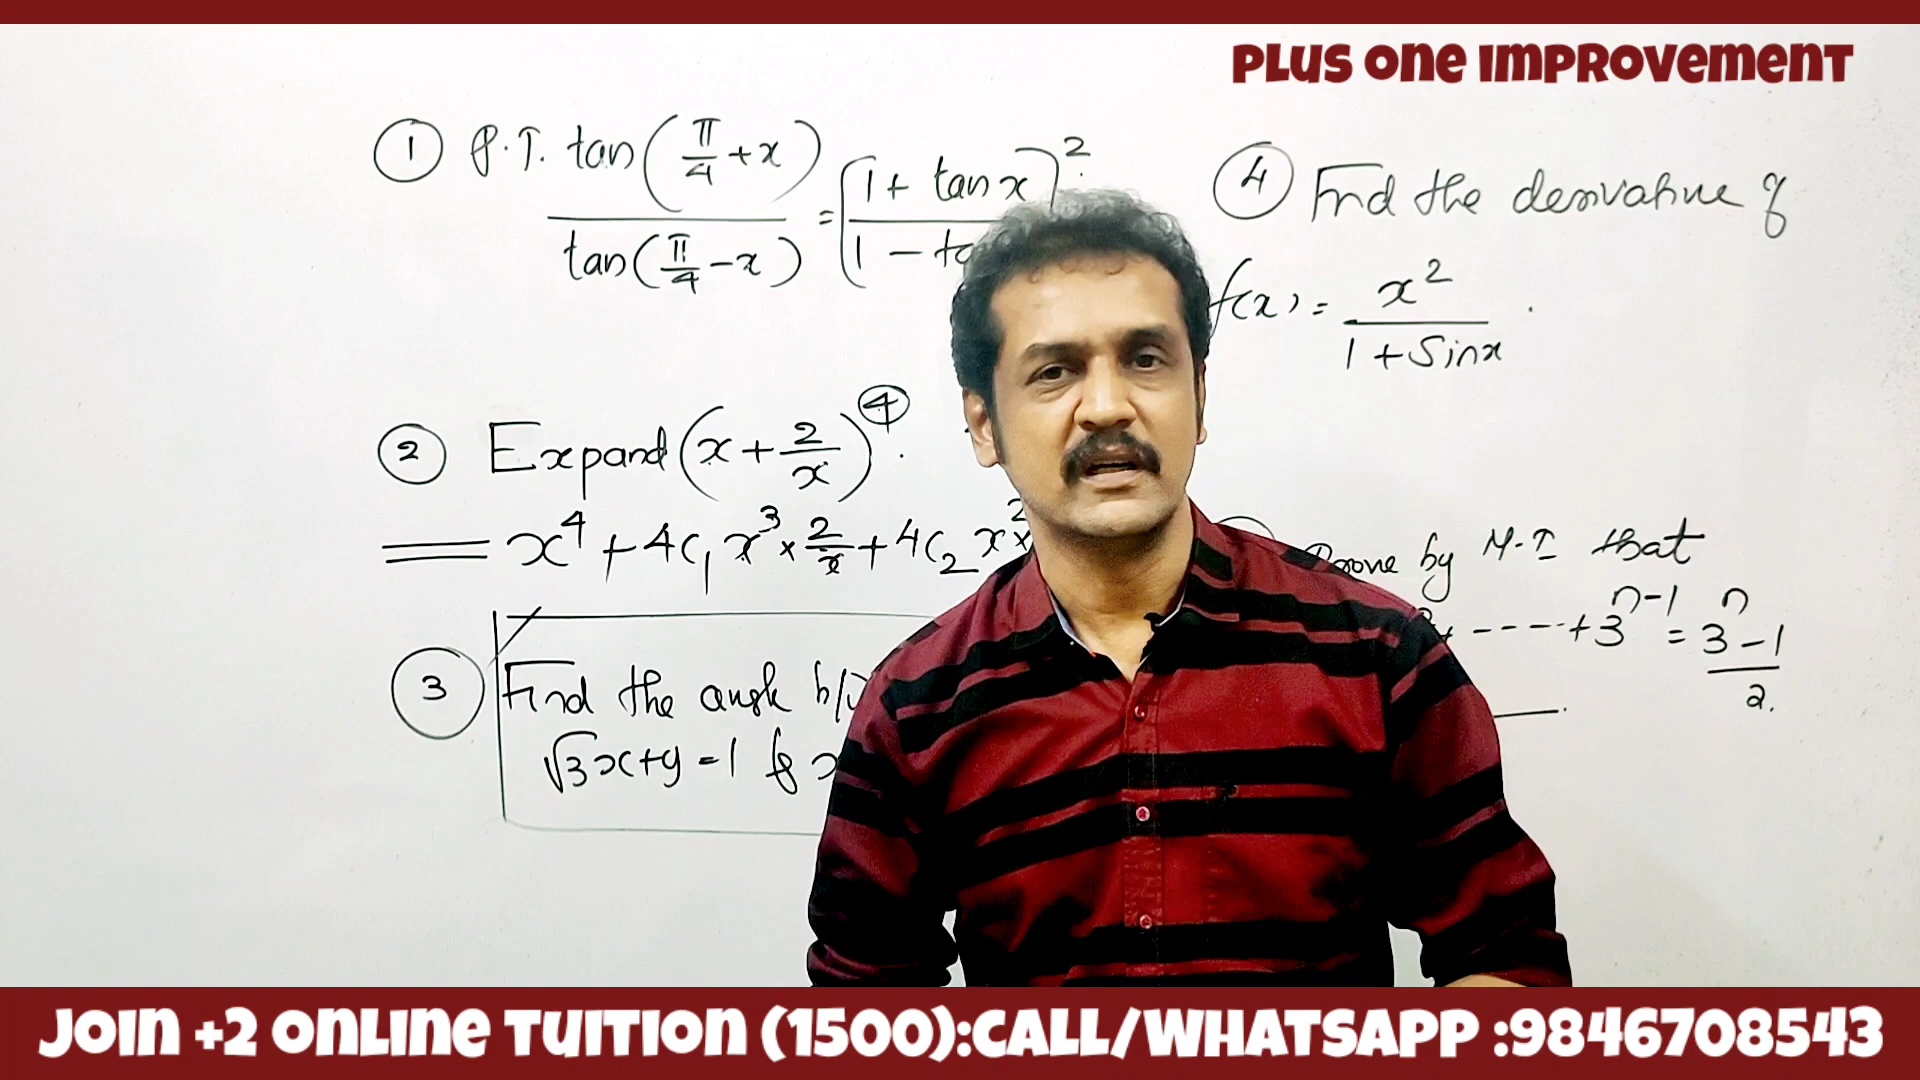 PLUS ONE IMPROVEMENT
① P.T. tan(π/4 + x)
tan(π/4 - x)
= (1 + tan x)²
1 - ta
② Expand (x + 2/x)⁴.
= x⁴ + 4C₁ x³ × 2/x + 4C₂ x² ×
③ Find the angle b/w
√3x + y = 1 & x
④ Find the derivative of
f(x) = x² / 1 + Sinx .
Prove by M.I that
+ ---- + 3ⁿ⁻¹ = 3ⁿ - 1 / 2.
JOIN +2 ONLINE TUITION (1500):CALL/WHATSAPP :9846708543